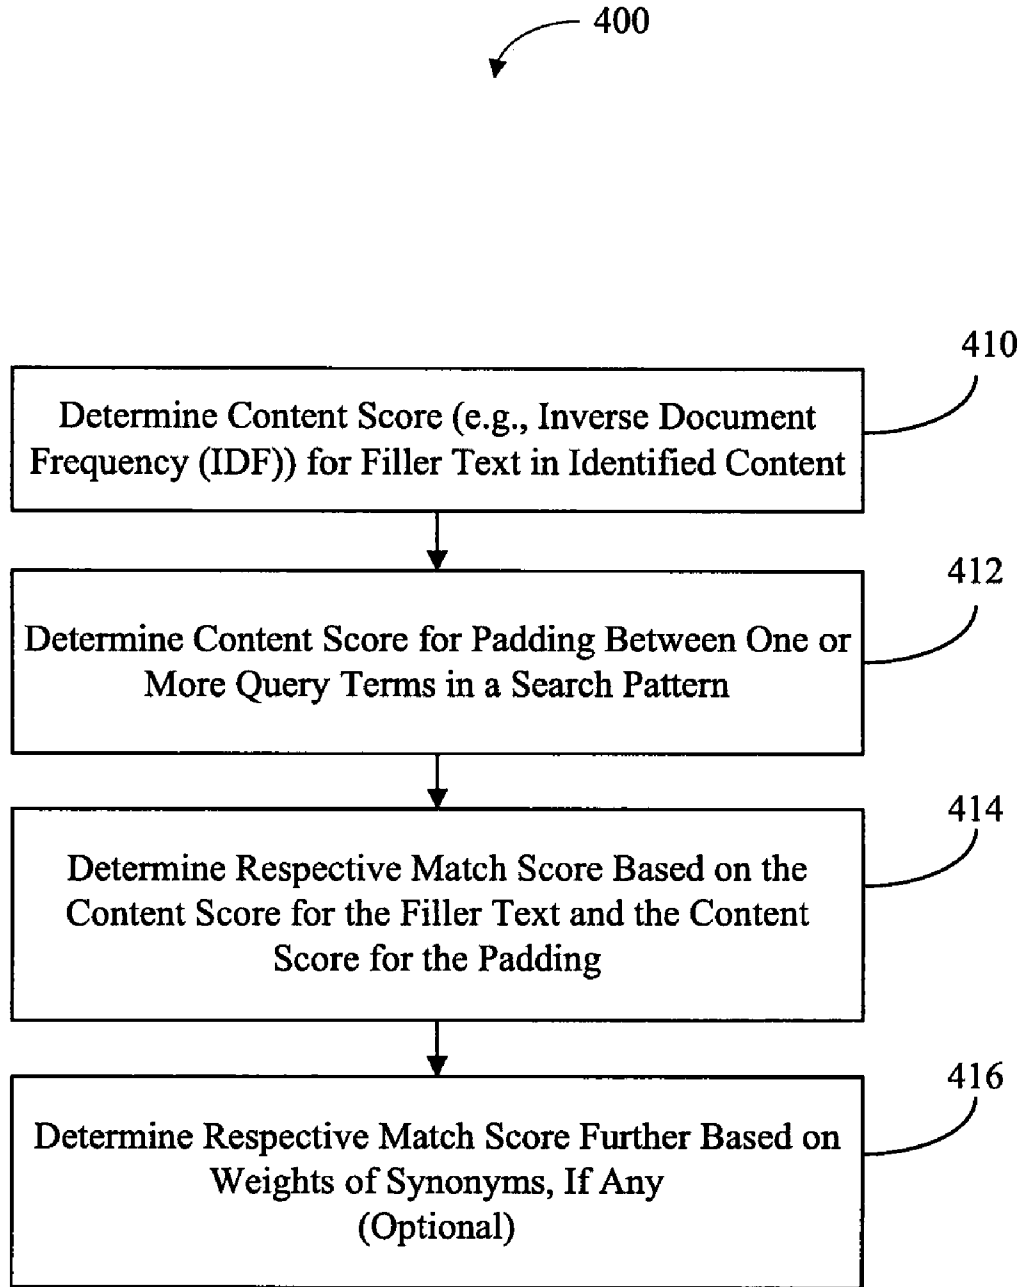 400
410
Determine Content Score (e.g., Inverse Document
Frequency (IDF)) for Filler Text in Identified Content
412
Determine Content Score for Padding Between One or
More Query Terms in a Search Pattern
414
Determine Respective Match Score Based on the
Content Score for the Filler Text and the Content
Score for the Padding
416
Determine Respective Match Score Further Based on
Weights of Synonyms, If Any
(Optional)